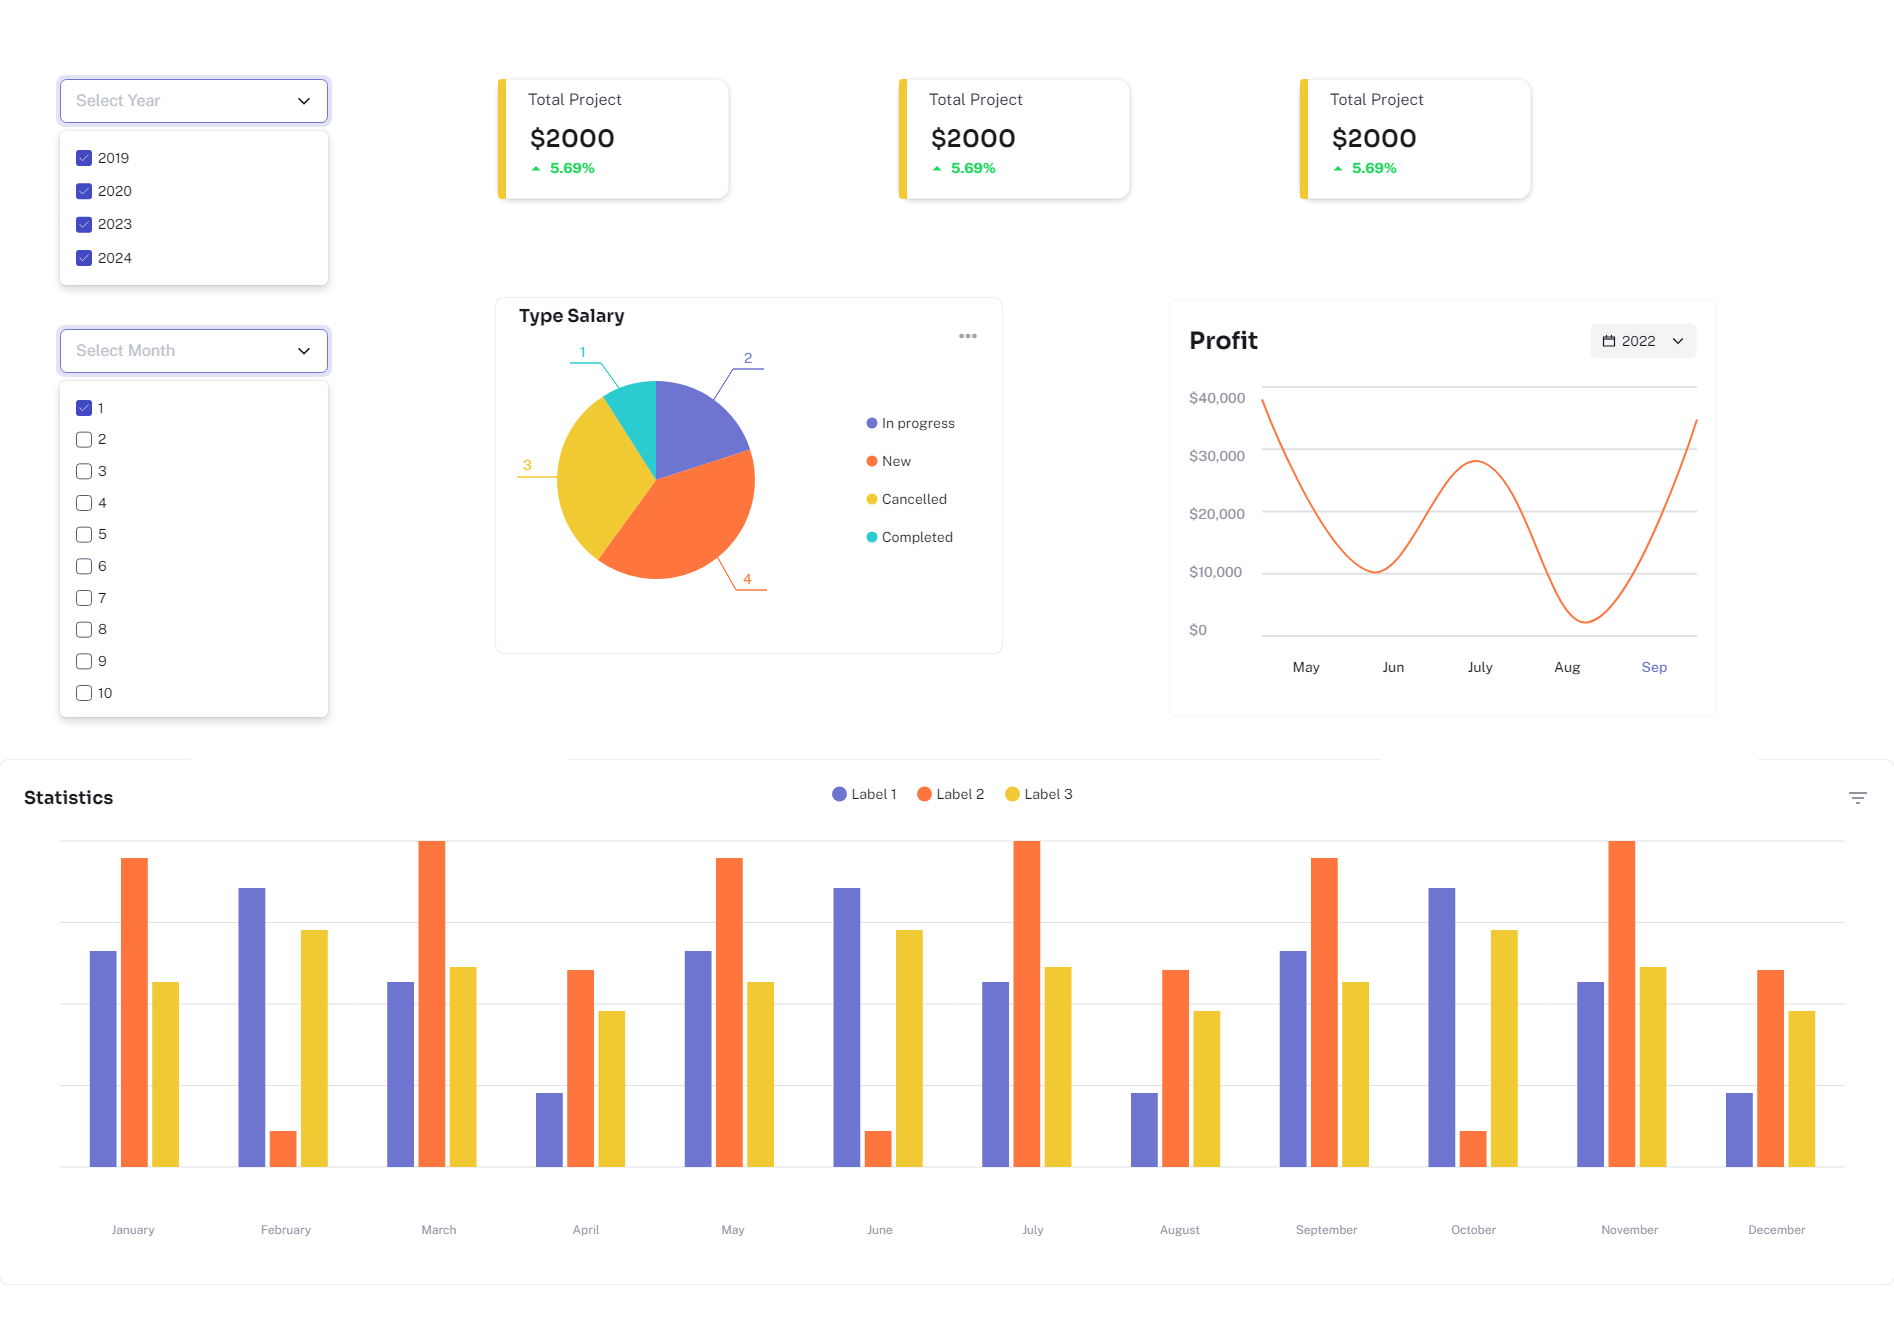 Select Year
2019
2020
2023
2024
Select Month
1
2
3
4
5
6
7
8
9
10
Total Project
$2000
5.69%
Total Project
$2000
5.69%
Total Project
$2000
5.69%
Type Salary
1
2
3
4
In progress
New
Cancelled
Completed
Profit
2022
$40,000
$30,000
$20,000
$10,000
$0
May Jun July Aug Sep
Statistics
Label 1 Label 2 Label 3
January February March April May June July August September October November December